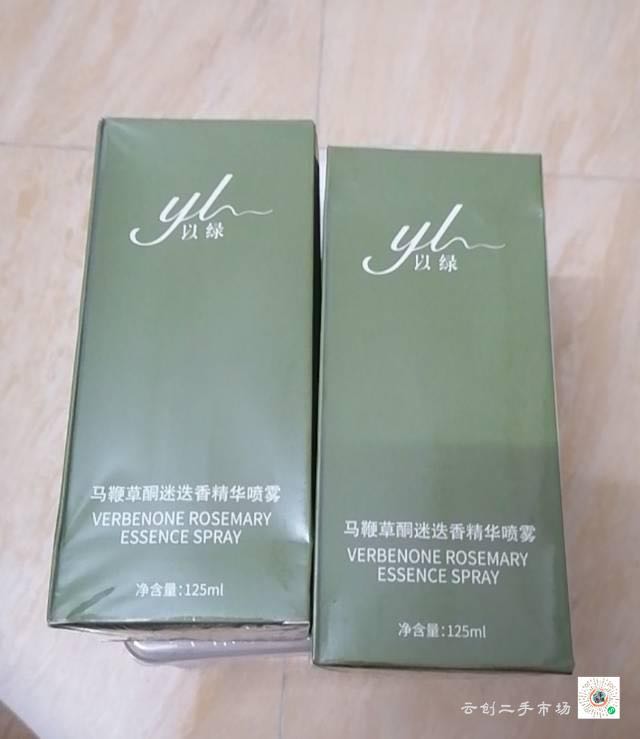 yl
以绿
马鞭草酮迷迭香精华喷雾
VERBENONE ROSEMARY
ESSENCE SPRAY
净含量:125ml
yl
以绿
马鞭草酮迷迭香精华喷雾
VERBENONE ROSEMARY
ESSENCE SPRAY
净含量:125ml
云创二手市场